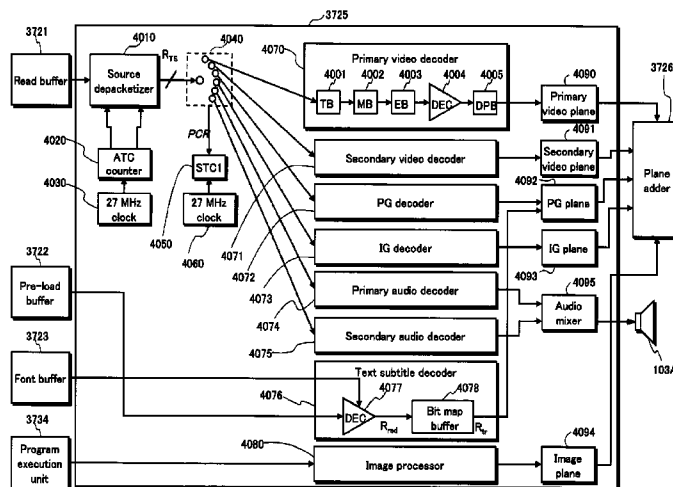 3725
3721
Read buffer
4010
Source
depacketizer
RTS
4040
4070
Primary video decoder
4001
4002
4003
4004
4005
TB
MB
EB
DEC
DPB
4090
Primary
video plane
3726
Plane
adder
4020
ATC
counter
4030
27 MHz
clock
PCR
STC1
4050
27 MHz
clock
4060
4071
Secondary video decoder
4091
Secondary
video plane
4072
PG decoder
4092
PG plane
4073
IG decoder
IG plane
4093
3722
Pre-load
buffer
4074
Primary audio decoder
4095
Audio
mixer
4075
Secondary audio decoder
103A
3723
Font buffer
Text subtitle decoder
4076
4077
4078
DEC
Rred
Bit map
buffer
Rtr
3734
Program
execution
unit
4080
Image processor
4094
Image
plane